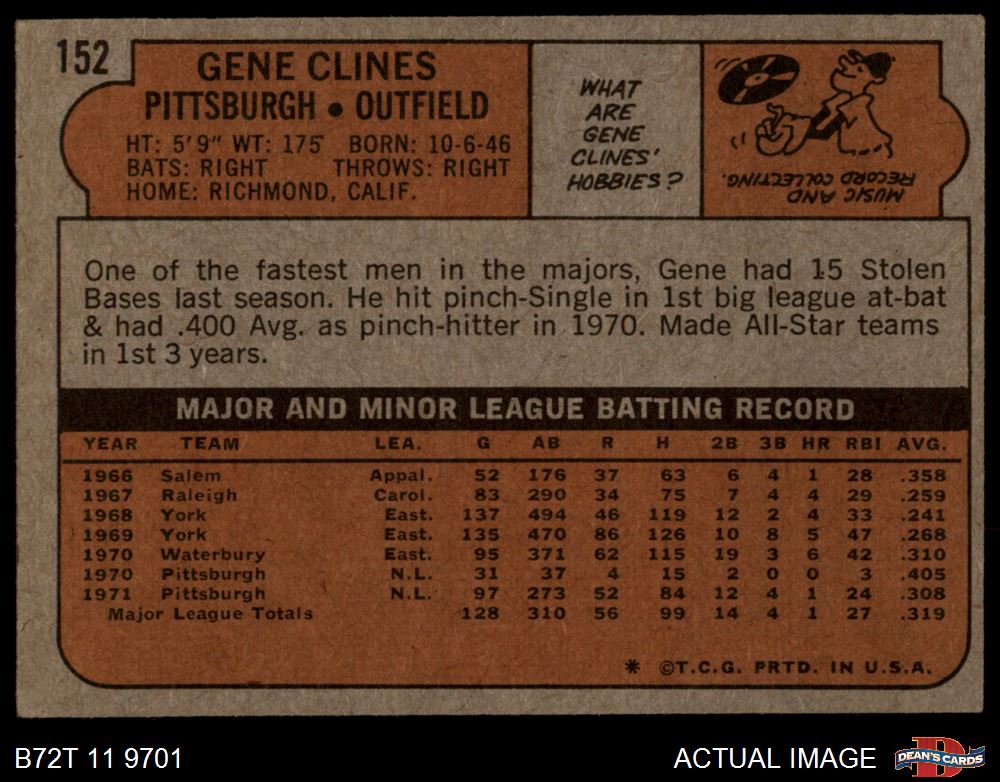 152
GENE CLINES
PITTSBURGH • OUTFIELD
HT: 5'9" WT: 175 BORN: 10-6-46
BATS: RIGHT THROWS: RIGHT
HOME: RICHMOND, CALIF.
WHAT
ARE
GENE
CLINES'
HOBBIES?
MUSIC AND
RECORD COLLECTING.
One of the fastest men in the majors, Gene had 15 Stolen
Bases last season. He hit pinch-Single in 1st big league at-bat
& had .400 Avg. as pinch-hitter in 1970. Made All-Star teams
in 1st 3 years.
MAJOR AND MINOR LEAGUE BATTING RECORD
YEAR TEAM LEA. G AB R H 2B 3B HR RBI AVG.
1966 Salem Appal. 52 176 37 63 6 4 1 28 .358
1967 Raleigh Carol. 83 290 34 75 7 4 4 29 .259
1968 York East. 137 494 46 119 12 2 4 33 .241
1969 York East. 135 470 86 126 10 8 5 47 .268
1970 Waterbury East. 95 371 62 115 19 3 6 42 .310
1970 Pittsburgh N.L. 31 37 4 15 2 0 0 3 .405
1971 Pittsburgh N.L. 97 273 52 84 12 4 1 24 .308
Major League Totals 128 310 56 99 14 4 1 27 .319
* ©T.C.G. PRTD. IN U.S.A.
B72T 11 9701
ACTUAL IMAGE
D
DEAN'S CARDS